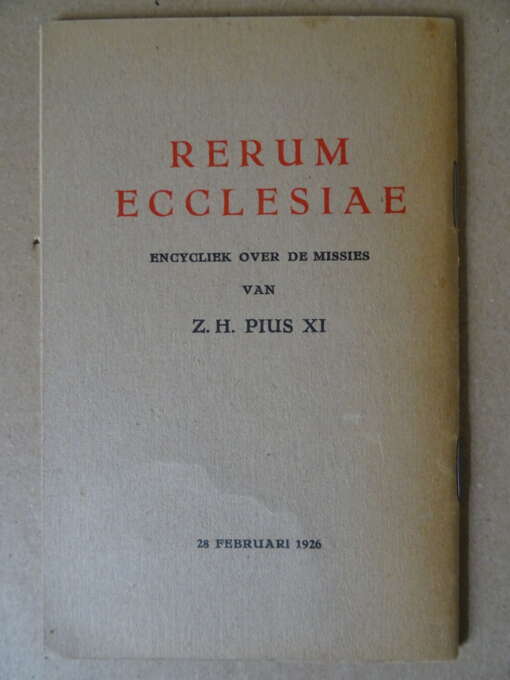 RERUM
ECCLESIAE
ENCYCLIEK OVER DE MISSIES
VAN
Z. H. PIUS XI
28 FEBRUARI 1926